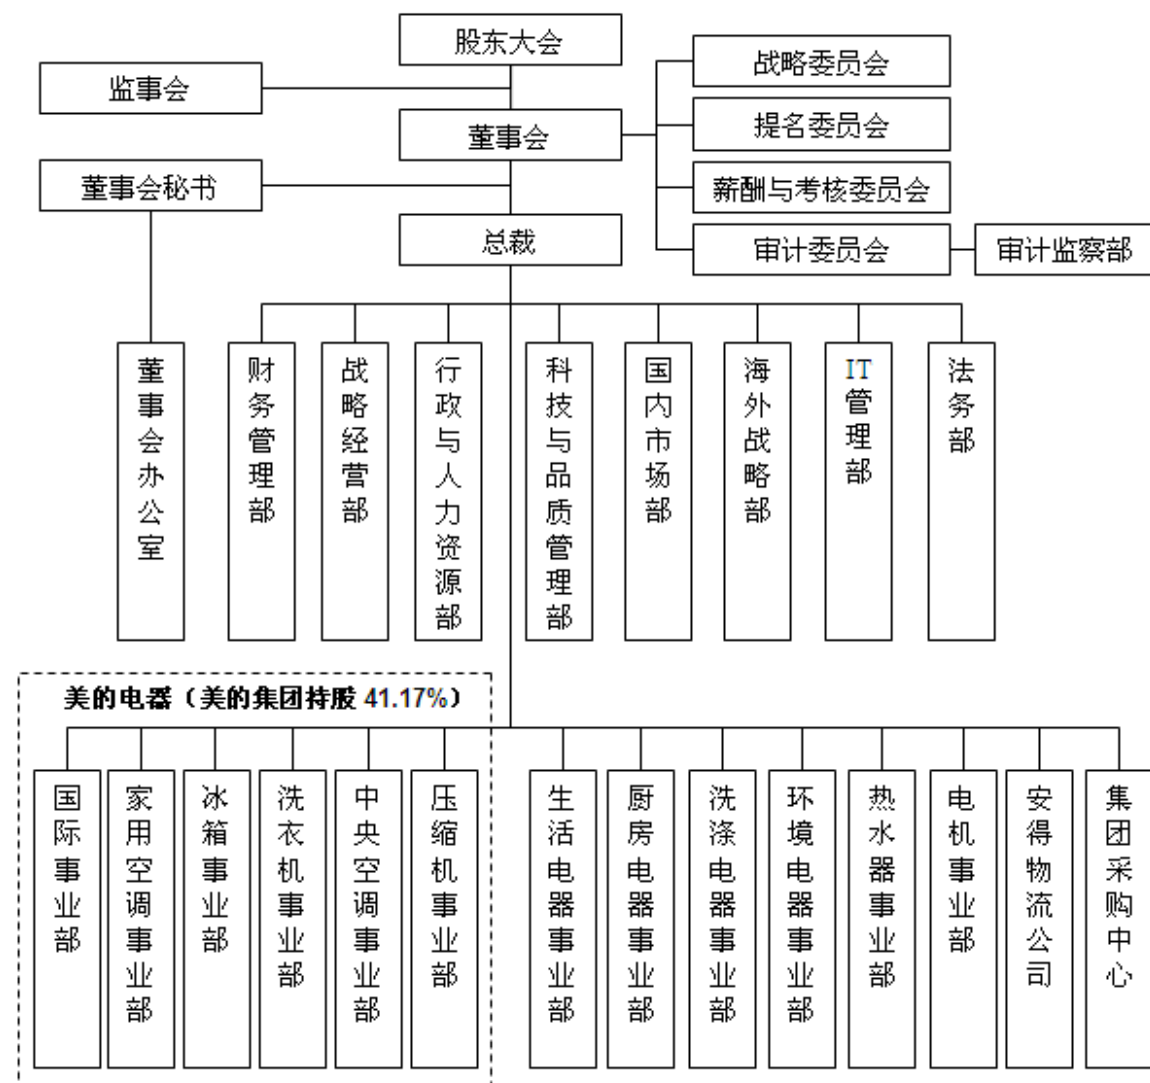 股东大会
监事会
战略委员会
董事会
提名委员会
董事会秘书
薪酬与考核委员会
总裁
审计委员会
审计监察部
董事会办公室
财务管理部
战略经营部
行政与人力资源部
科技与品质管理部
国内市场部
海外战略部
IT管理部
法务部
美的电器（美的集团持股 41.17%）
国际事业部
家用空调事业部
冰箱事业部
洗衣机事业部
中央空调事业部
压缩机事业部
生活电器事业部
厨房电器事业部
洗涤电器事业部
环境电器事业部
热水器事业部
电机事业部
安得物流公司
集团采购中心